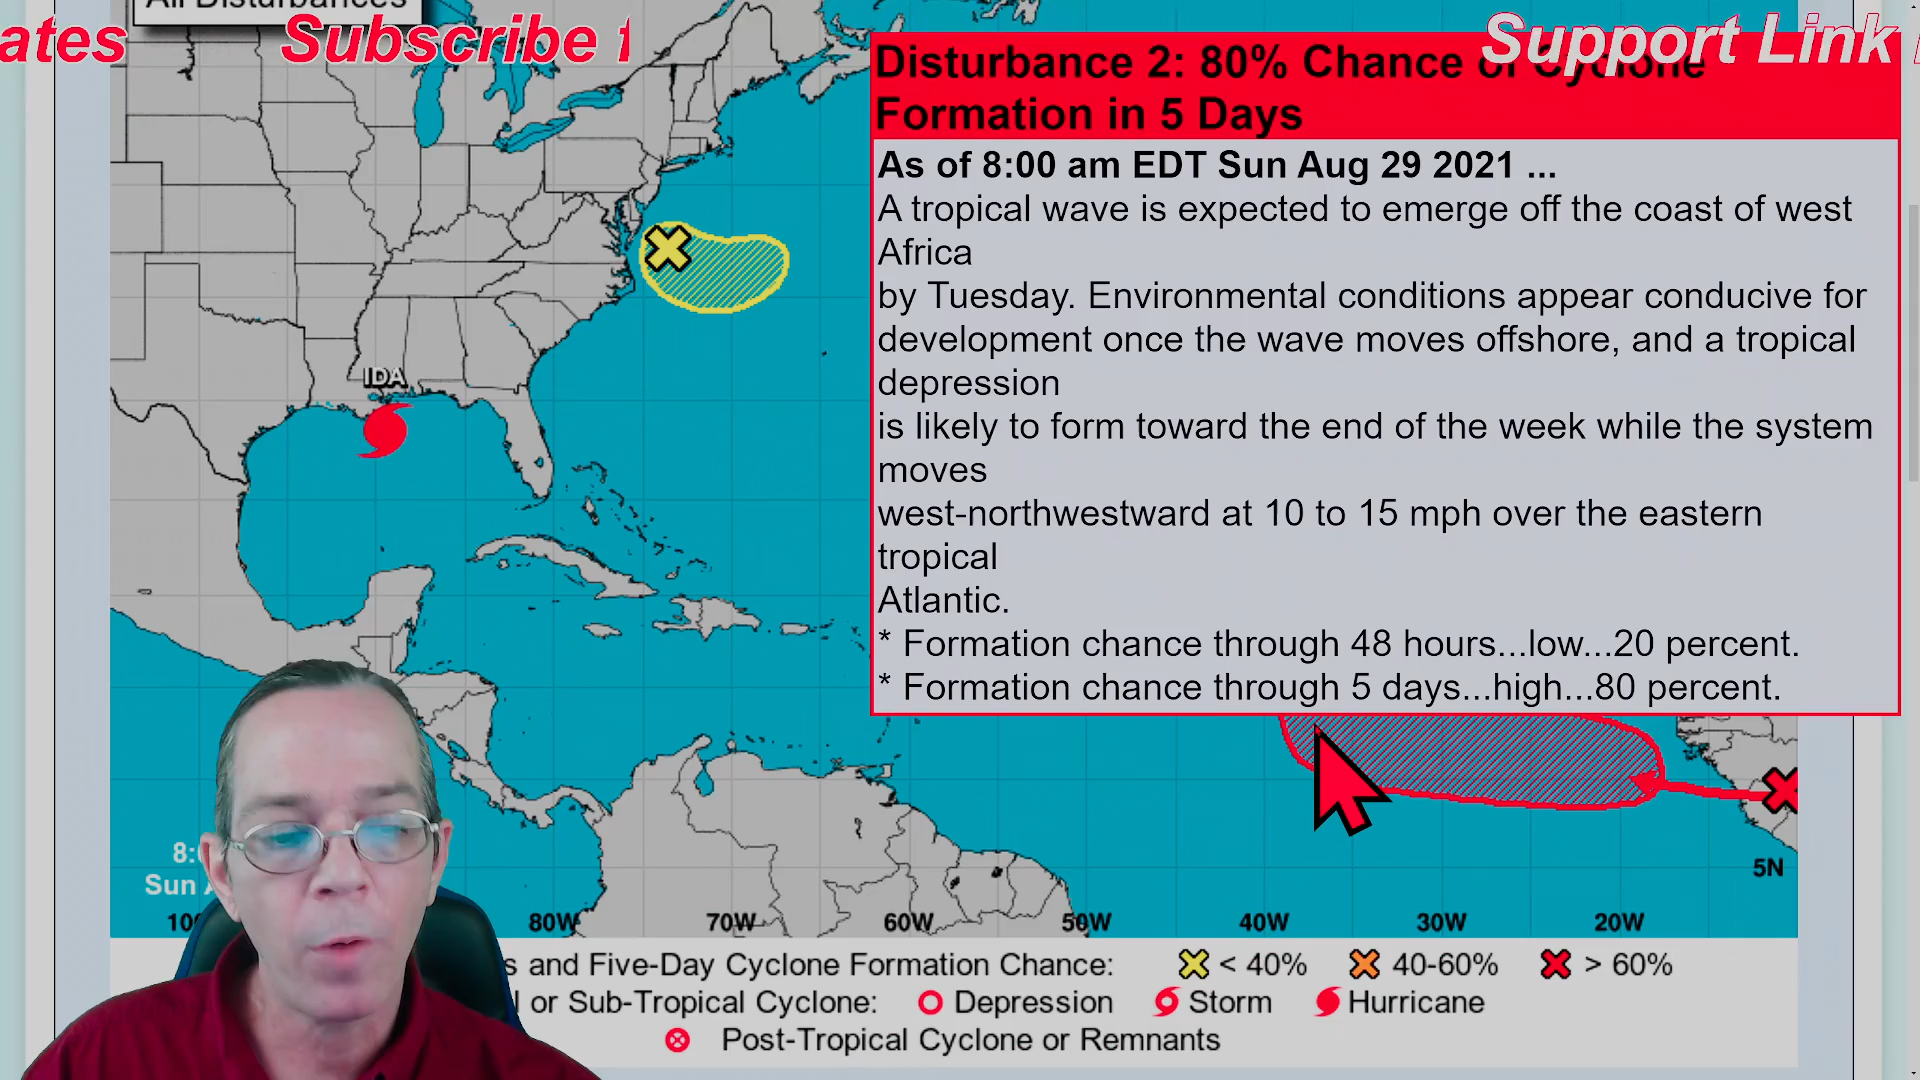 All Disturbances
ates Subscribe f
Support Link
Disturbance 2: 80% Chance of Cyclone
Formation in 5 Days
As of 8:00 am EDT Sun Aug 29 2021 ...
A tropical wave is expected to emerge off the coast of west
Africa
by Tuesday. Environmental conditions appear conducive for
development once the wave moves offshore, and a tropical
depression
is likely to form toward the end of the week while the system
moves
west-northwestward at 10 to 15 mph over the eastern
tropical
Atlantic.
* Formation chance through 48 hours...low...20 percent.
* Formation chance through 5 days...high...80 percent.
IDA
8:
Sun A
5N
100
80W 70W 60W 50W 40W 30W 20W
s and Five-Day Cyclone Formation Chance: < 40% 40-60% > 60%
l or Sub-Tropical Cyclone: Depression Storm Hurricane
Post-Tropical Cyclone or Remnants